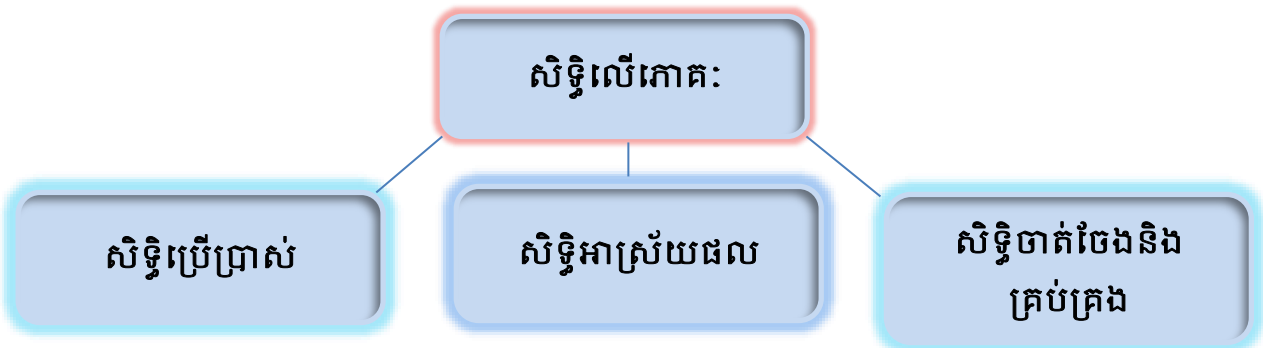 សិទ្ធិលើភោគៈ
សិទ្ធិប្រើប្រាស់
សិទ្ធិអាស្រ័យផល
សិទ្ធិចាត់ចែងនិង
គ្រប់គ្រង